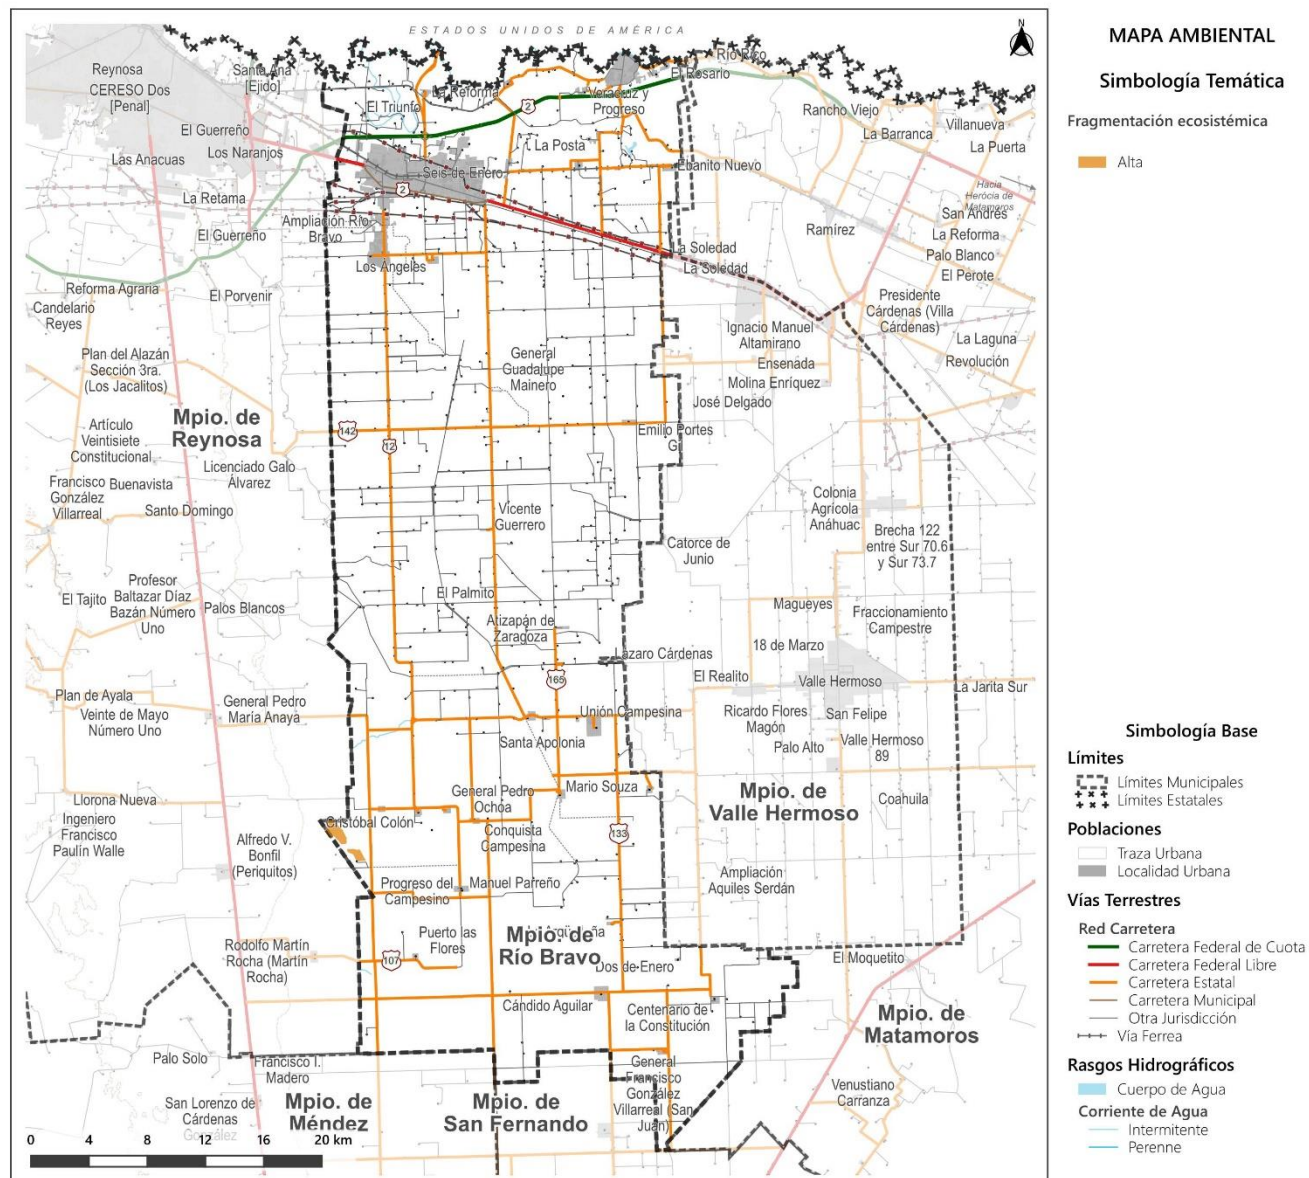 ESTADOS UNIDOS DE AMÉRICA
N
Reynosa
CERESO Dos
[Penal]
Santa Ana
[Ejido]
El Triunfo
La Reforma
Río Rico
El Rosario
Veracruz y
Progreso
2
Rancho Viejo
La Barranca
Villanueva
La Puerta
El Guerreño
Las Anacuas
Los Naranjos
La Posta
Seis de Enero
2
Ebanito Nuevo
Hacia
Heróica de
Matamoros
La Retama
San Andrés
La Reforma
El Guerreño
Ampliación Río
Bravo
Ramírez
Palo Blanco
El Perote
La Soledad
La Soledad
Los Ángeles
Reforma Agraria
El Porvenir
Candelario
Reyes
Presidente
Cárdenas (Villa
Cárdenas)
Ignacio Manuel
Altamirano
La Laguna
Revolución
Plan del Alazán
Sección 3ra.
(Los Jacalitos)
General
Guadalupe
Mainero
Ensenada
Molina Enríquez
José Delgado
Mpio. de
Reynosa
Artículo
Veintisiete
Constitucional
142
12
Emilio Portes
G
Licenciado Galo
Álvarez
Francisco
González
Villarreal
Buenavista
Santo Domingo
Vicente
Guerrero
Colonia
Agrícola
Anáhuac
Brecha 122
entre Sur 70.6
y Sur 73.7
Catorce de
Junio
Profesor
Baltazar Díaz
Bazán Número
Uno
El Tajito
Palos Blancos
El Palmito
Atizapán de
Zaragoza
Magueyes
Fraccionamiento
Campestre
18 de Marzo
Lázaro Cárdenas
El Realito
Valle Hermoso
La Jarita Sur
165
Plan de Ayala
Veinte de Mayo
Número Uno
General Pedro
María Anaya
Unión Campesina
Ricardo Flores
Magón
San Felipe
Santa Apolonia
Palo Alto
Valle Hermoso
89
Llorona Nueva
Ingeniero
Francisco
Paulín Walle
General Pedro
Ochoa
Mario Souza
Mpio. de
Valle Hermoso
Coahuila
Cristóbal Colón
Conquista
Campesina
133
Alfredo V.
Bonfil
(Periquitos)
Ampliación
Aquiles Serdán
Progreso del
Campesino
Manuel Parreño
Puerto las
Flores
Mpio. de
Río Bravo
Rodolfo Martín
Rocha (Martín
Rocha)
107
Dos de Enero
El Moquetito
Cándido Aguilar
Centenario de
la Constitución
Mpio. de
Matamoros
Palo Solo
Francisco I.
Madero
General
Francisco
González
Villarreal (San
Juan)
Venustiano
Carranza
San Lorenzo de
Cárdenas
González
Mpio. de
Méndez
Mpio. de
San Fernando
0 4 8 12 16 20 km
MAPA AMBIENTAL
Simbología Temática
Fragmentación ecosistémica
Alta
Simbología Base
Límites
Límites Municipales
Límites Estatales
Poblaciones
Traza Urbana
Localidad Urbana
Vías Terrestres
Red Carretera
Carretera Federal de Cuota
Carretera Federal Libre
Carretera Estatal
Carretera Municipal
Otra Jurisdicción
Vía Ferrea
Rasgos Hidrográficos
Cuerpo de Agua
Corriente de Agua
Intermitente
Perenne